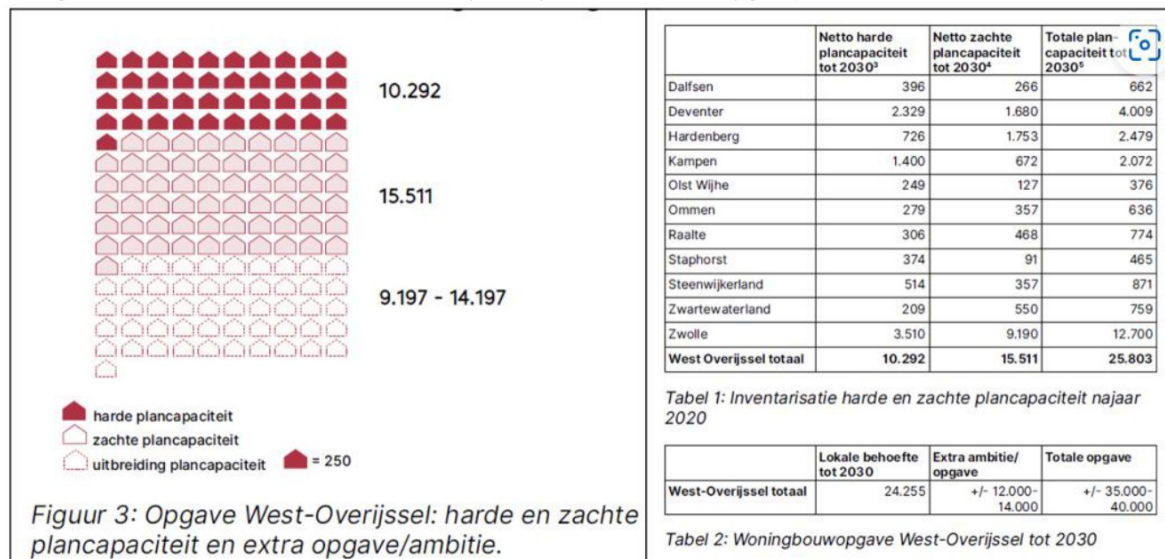 10.292
15.511
9.197 - 14.197
harde plancapaciteit
zachte plancapaciteit
uitbreiding plancapaciteit = 250
Figuur 3: Opgave West-Overijssel: harde en zachte
plancapaciteit en extra opgave/ambitie.
Netto harde plancapaciteit tot 2030³ Netto zachte plancapaciteit tot 2030⁴ Totale plan-capaciteit tot 2030⁵
Dalfsen 396 266 662
Deventer 2.329 1.680 4.009
Hardenberg 726 1.753 2.479
Kampen 1.400 672 2.072
Olst Wijhe 249 127 376
Ommen 279 357 636
Raalte 306 468 774
Staphorst 374 91 465
Steenwijkerland 514 357 871
Zwartewaterland 209 550 759
Zwolle 3.510 9.190 12.700
West Overijssel totaal 10.292 15.511 25.803
Tabel 1: Inventarisatie harde en zachte plancapaciteit najaar
2020
Lokale behoefte tot 2030 Extra ambitie/ opgave Totale opgave
West-Overijssel totaal 24.255 +/- 12.000- 14.000 +/- 35.000- 40.000
Tabel 2: Woningbouwopgave West-Overijssel tot 2030